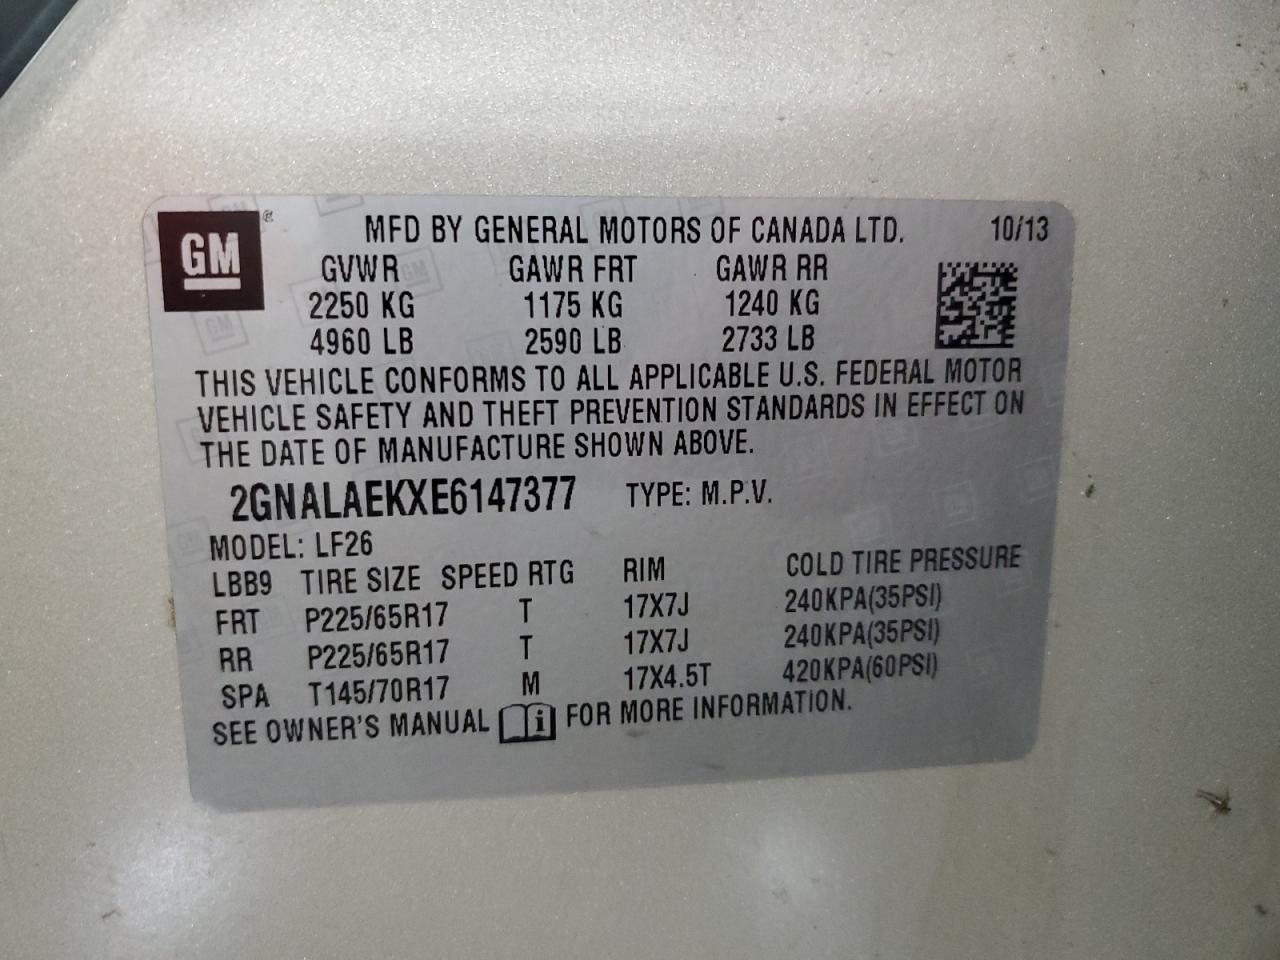 GM ®
MFD BY GENERAL MOTORS OF CANADA LTD. 10/13
GVWR GAWR FRT GAWR RR
2250 KG 1175 KG 1240 KG
4960 LB 2590 LB 2733 LB
THIS VEHICLE CONFORMS TO ALL APPLICABLE U.S. FEDERAL MOTOR
VEHICLE SAFETY AND THEFT PREVENTION STANDARDS IN EFFECT ON
THE DATE OF MANUFACTURE SHOWN ABOVE.
2GNALAEKXE6147377 TYPE: M.P.V.
MODEL: LF26
LBB9 TIRE SIZE SPEED RTG RIM COLD TIRE PRESSURE
FRT P225/65R17 T 17X7J 240KPA(35PSI)
RR P225/65R17 T 17X7J 240KPA(35PSI)
SPA T145/70R17 M 17X4.5T 420KPA(60PSI)
SEE OWNER'S MANUAL i FOR MORE INFORMATION.